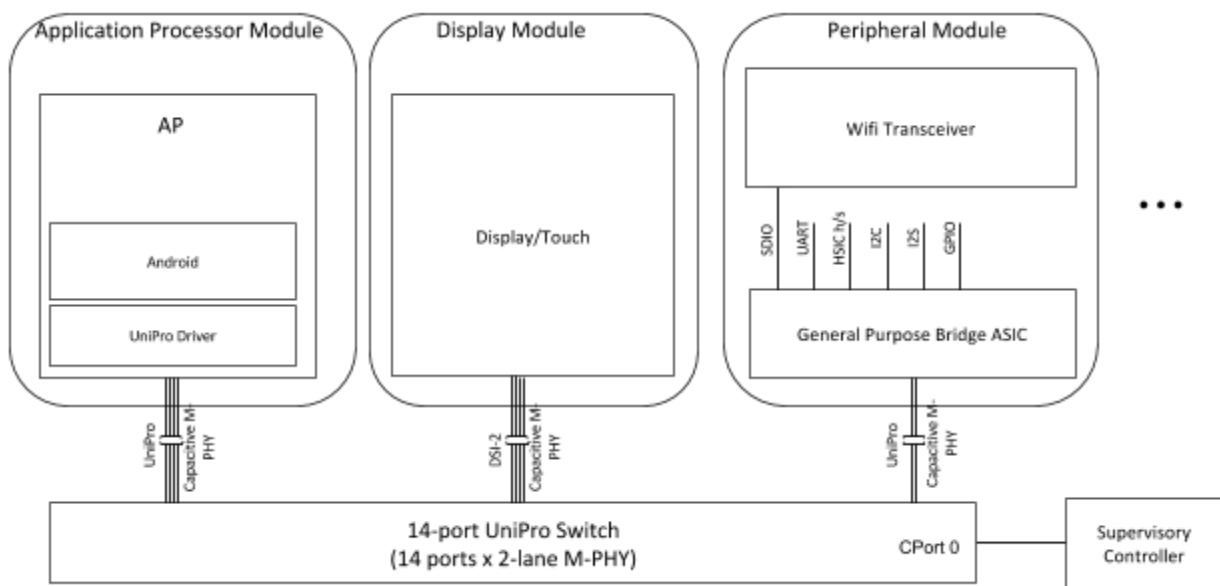 Application Processor Module
Display Module
Peripheral Module
AP
Android
UniPro Driver
Display/Touch
Wifi Transceiver
SDIO
UART
HSIC h/s
I2C
I2S
GPIO
General Purpose Bridge ASIC
• • •
UniPro
Capacitive M-
PHY
DSI-2
Capacitive M-
PHY
UniPro
Capacitive M-
PHY
14-port UniPro Switch
(14 ports x 2-lane M-PHY)
CPort 0
Supervisory
Controller